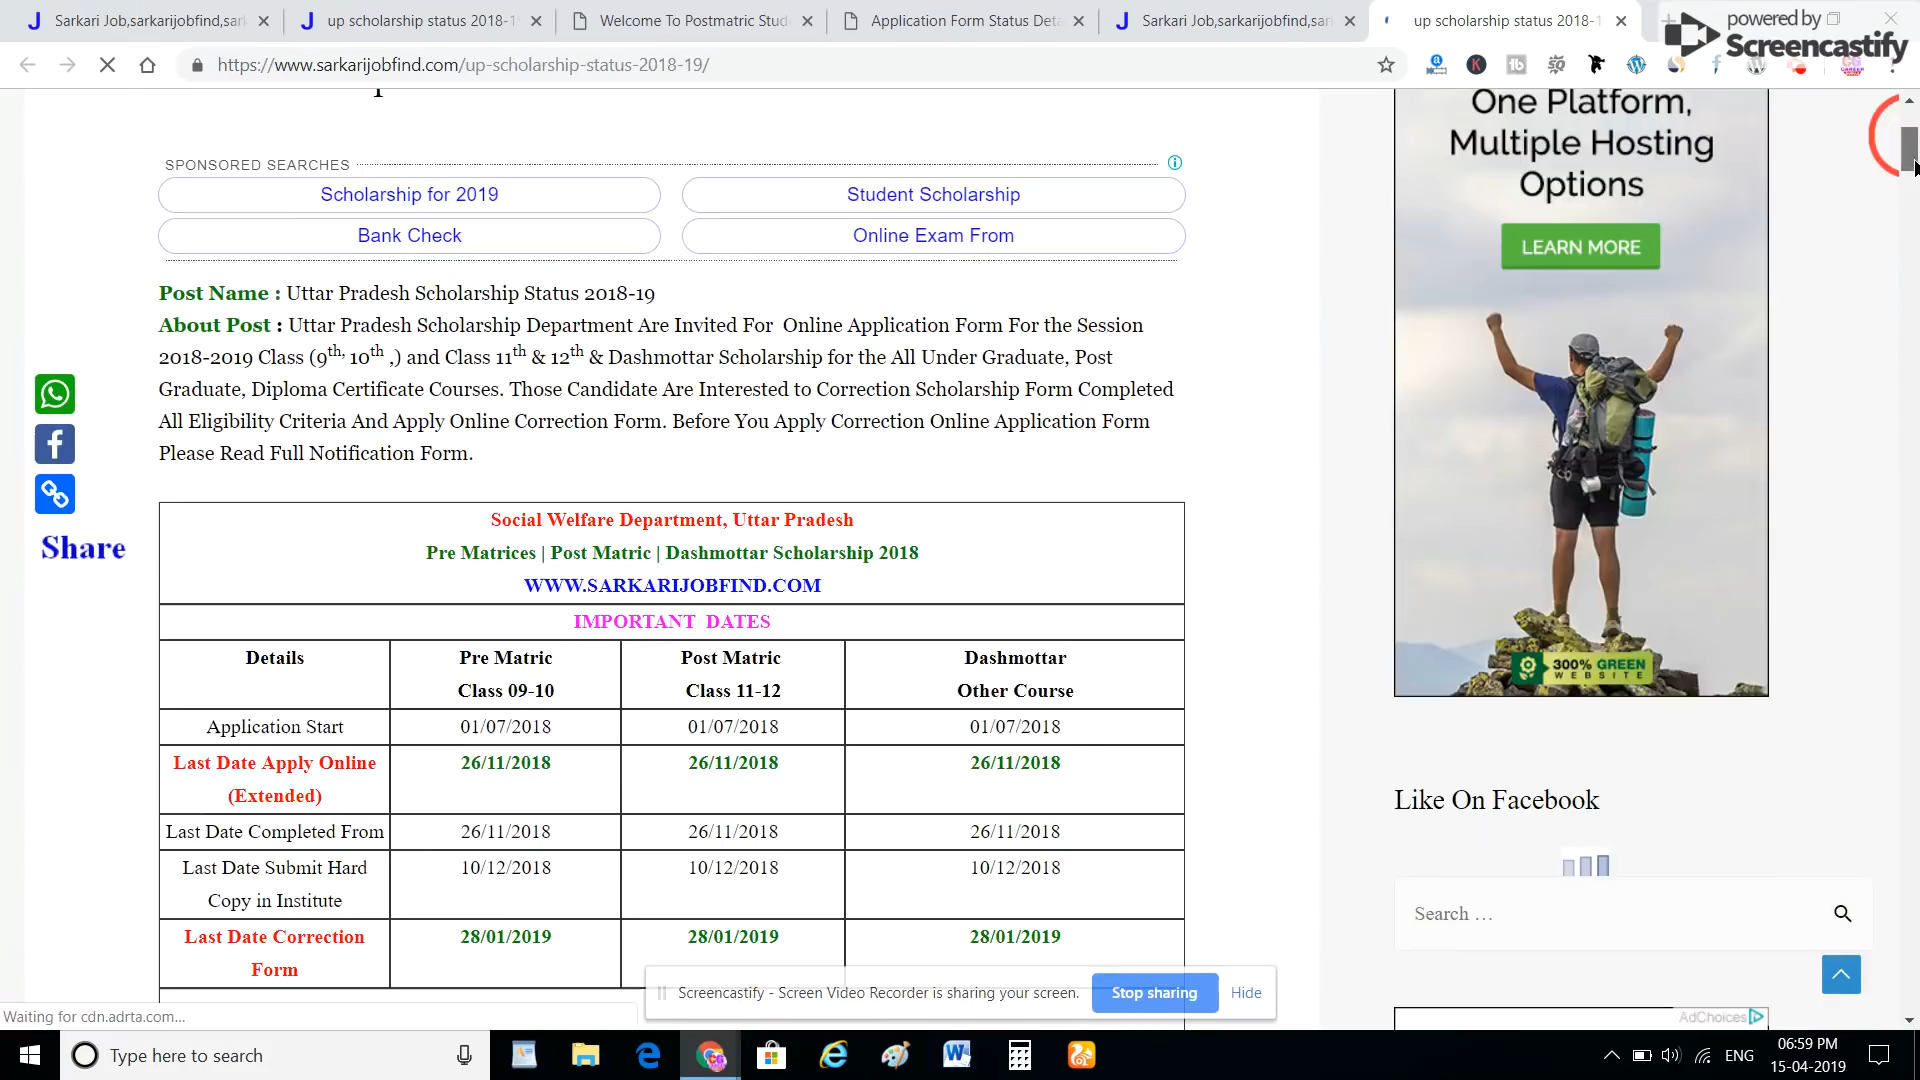 Sarkari Job,sarkarijobfind,sar
up scholarship status 2018-1
Welcome To Postmatric Stud
Application Form Status Deta
Sarkari Job,sarkarijobfind,sar
up scholarship status 2018-1
powered by
Screencastify
https://www.sarkarijobfind.com/up-scholarship-status-2018-19/
SPONSORED SEARCHES
Scholarship for 2019
Student Scholarship
Bank Check
Online Exam From
Post Name : Uttar Pradesh Scholarship Status 2018-19
About Post : Uttar Pradesh Scholarship Department Are Invited For Online Application Form For the Session
2018-2019 Class (9th, 10th ,) and Class 11th & 12th & Dashmottar Scholarship for the All Under Graduate, Post
Graduate, Diploma Certificate Courses. Those Candidate Are Interested to Correction Scholarship Form Completed
All Eligibility Criteria And Apply Online Correction Form. Before You Apply Correction Online Application Form
Please Read Full Notification Form.
Share
Social Welfare Department, Uttar Pradesh
Pre Matrices | Post Matric | Dashmottar Scholarship 2018
WWW.SARKARIJOBFIND.COM
IMPORTANT DATES
Details
Pre Matric
Class 09-10
Post Matric
Class 11-12
Dashmottar
Other Course
Application Start
01/07/2018
01/07/2018
01/07/2018
Last Date Apply Online
(Extended)
26/11/2018
26/11/2018
26/11/2018
Last Date Completed From
26/11/2018
26/11/2018
26/11/2018
Last Date Submit Hard
Copy in Institute
10/12/2018
10/12/2018
10/12/2018
Last Date Correction
Form
28/01/2019
28/01/2019
28/01/2019
One Platform,
Multiple Hosting
Options
LEARN MORE
300% GREEN
WEBSITE
Like On Facebook
Search …
AdChoices
Screencastify - Screen Video Recorder is sharing your screen.
Stop sharing
Hide
Waiting for cdn.adrta.com...
Type here to search
ENG
06:59 PM
15-04-2019